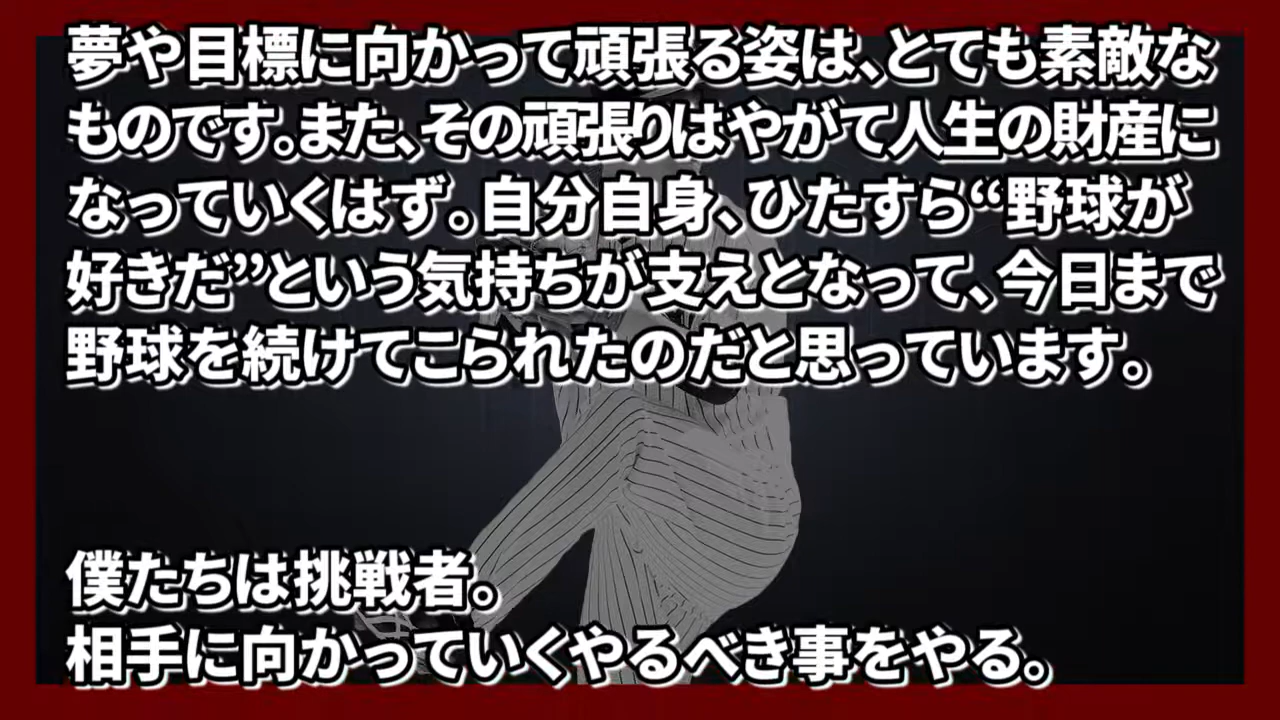 夢や目標に向かって頑張る姿は、とても素敵な
ものです。また、その頑張りはやがて人生の財産に
なっていくはず。自分自身、ひたすら“野球が
好きだ”という気持ちが支えとなって、今日まで
野球を続けてこられたのだと思っています。
僕たちは挑戦者。
相手に向かっていくやるべき事をやる。